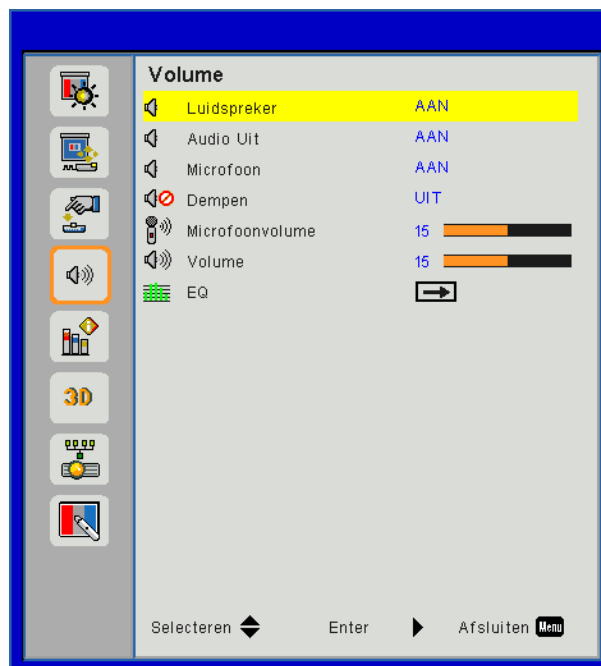 Volume
Luidspreker AAN
Audio Uit AAN
Microfoon AAN
Dempen UIT
Microfoonvolume 15
Volume 15
EQ
3D
Selecteren Enter Afsluiten Menu